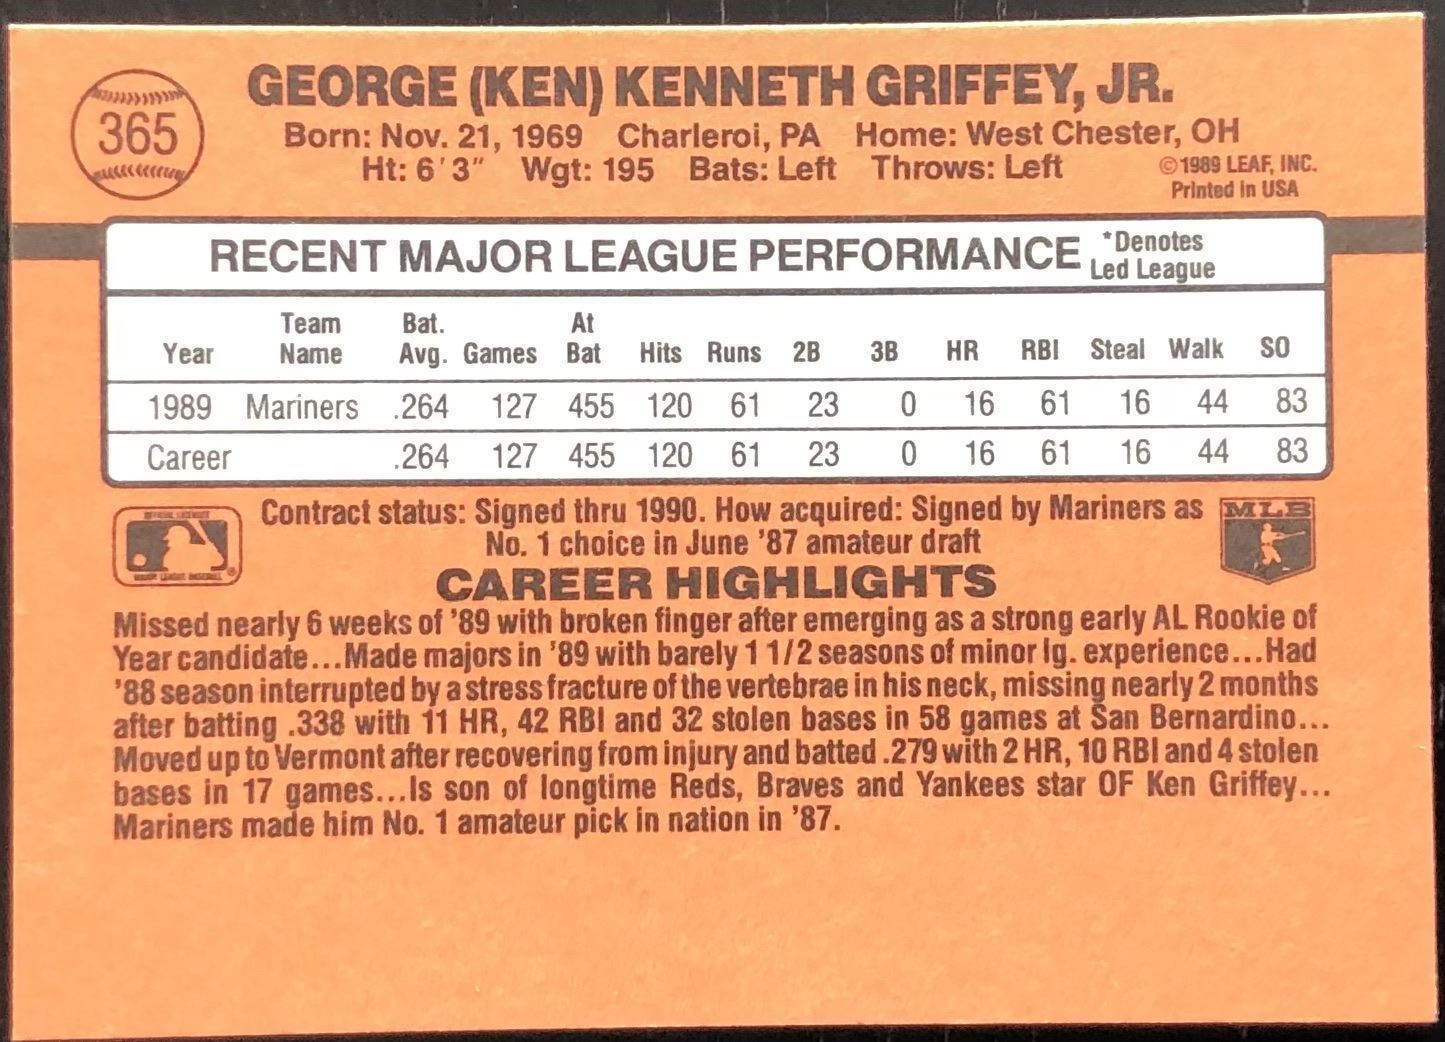 365
GEORGE (KEN) KENNETH GRIFFEY, JR.
Born: Nov. 21, 1969 Charleroi, PA Home: West Chester, OH
Ht: 6'3" Wgt: 195 Bats: Left Throws: Left
©1989 LEAF, INC.
Printed in USA
RECENT MAJOR LEAGUE PERFORMANCE *Denotes Led League
Year Team Name Bat. Avg. Games At Bat Hits Runs 2B 3B HR RBI Steal Walk SO
1989 Mariners .264 127 455 120 61 23 0 16 61 16 44 83
Career .264 127 455 120 61 23 0 16 61 16 44 83
Contract status: Signed thru 1990. How acquired: Signed by Mariners as
No. 1 choice in June '87 amateur draft
MLB
MAJOR LEAGUE BASEBALL
CAREER HIGHLIGHTS
Missed nearly 6 weeks of '89 with broken finger after emerging as a strong early AL Rookie of
Year candidate...Made majors in '89 with barely 1 1/2 seasons of minor lg. experience...Had
'88 season interrupted by a stress fracture of the vertebrae in his neck, missing nearly 2 months
after batting .338 with 11 HR, 42 RBI and 32 stolen bases in 58 games at San Bernardino...
Moved up to Vermont after recovering from injury and batted .279 with 2 HR, 10 RBI and 4 stolen
bases in 17 games...Is son of longtime Reds, Braves and Yankees star OF Ken Griffey...
Mariners made him No. 1 amateur pick in nation in '87.